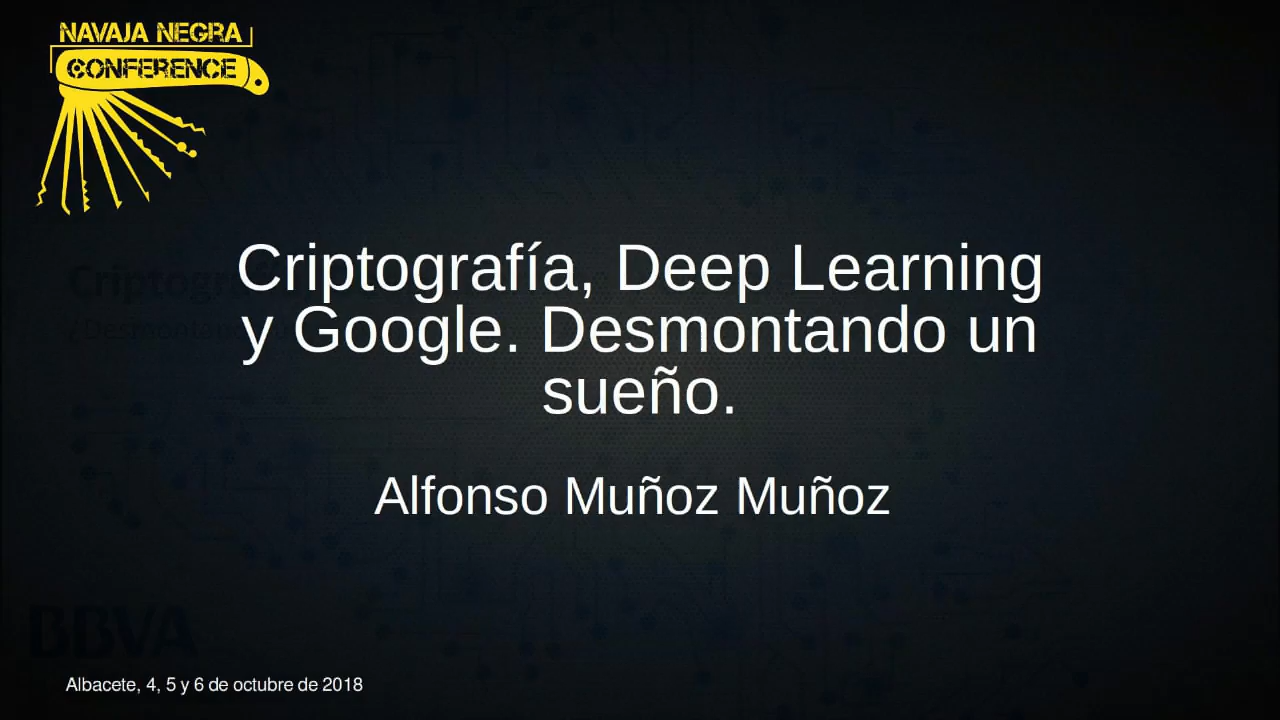 NAVAJA NEGRA
CONFERENCE
Criptografía, Deep Learning
y Google. Desmontando un
sueño.
Alfonso Muñoz Muñoz
BBVA
Albacete, 4, 5 y 6 de octubre de 2018